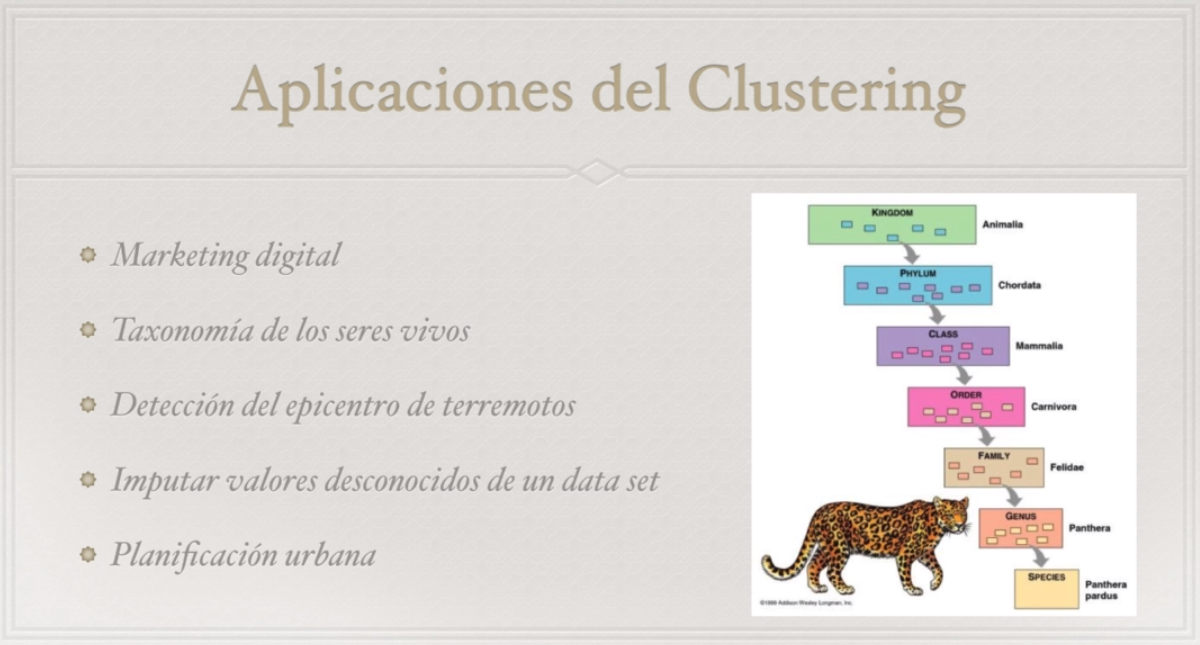 Aplicaciones del Clustering
Marketing digital
Taxonomía de los seres vivos
Detección del epicentro de terremotos
Imputar valores desconocidos de un data set
Planificación urbana
KINGDOM
Animalia
PHYLUM
Chordata
CLASS
Mammalia
ORDER
Carnivora
FAMILY
Felidae
GENUS
Panthera
SPECIES
Panthera
pardus
©1999 Addison Wesley Longman, Inc.